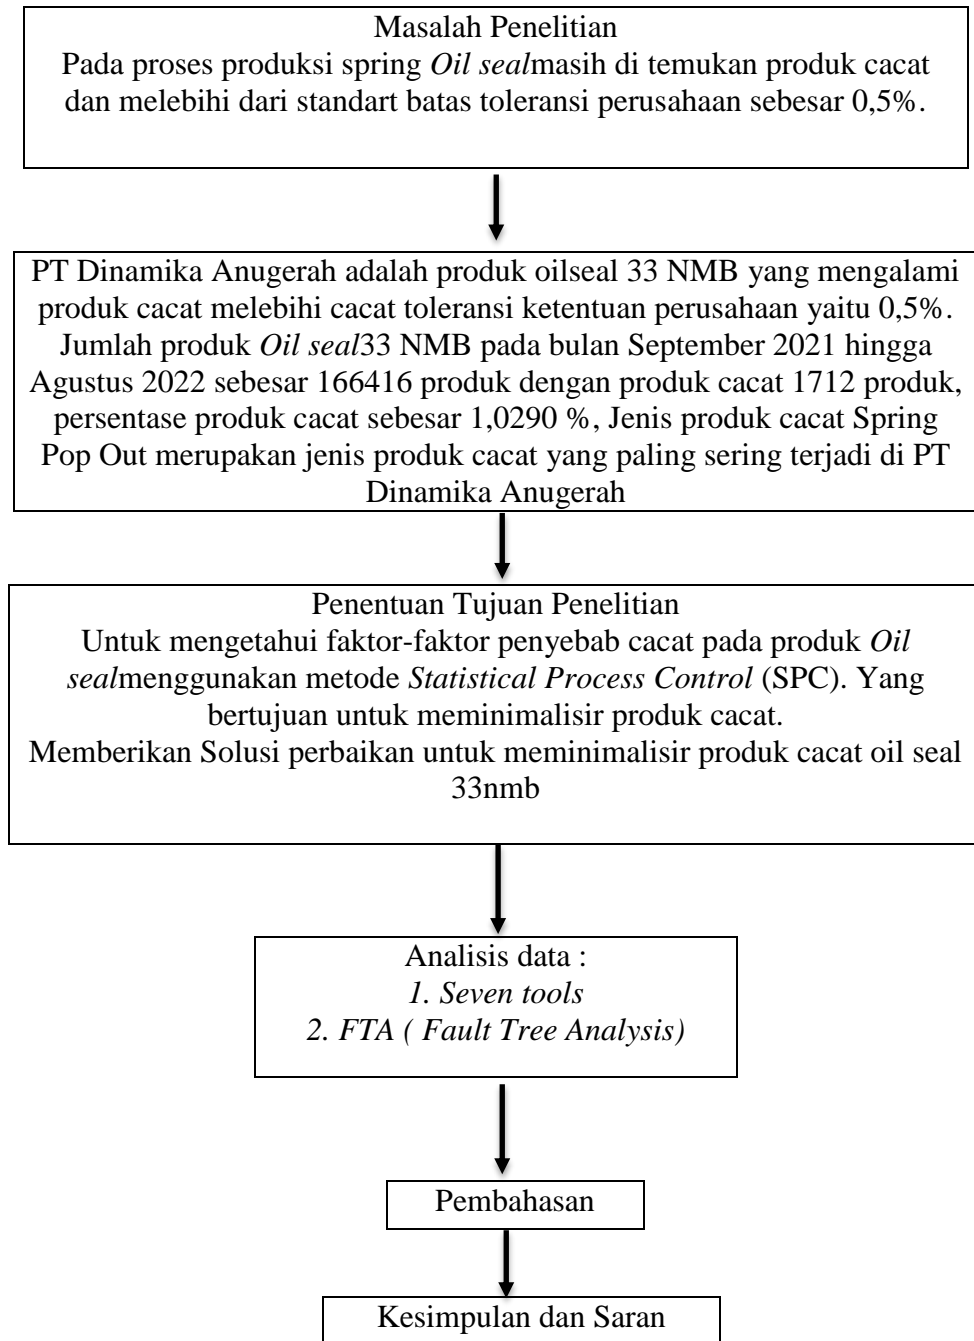 Masalah Penelitian
Pada proses produksi spring Oil sealmasih di temukan produk cacat
dan melebihi dari standart batas toleransi perusahaan sebesar 0,5%.
PT Dinamika Anugerah adalah produk oilseal 33 NMB yang mengalami
produk cacat melebihi cacat toleransi ketentuan perusahaan yaitu 0,5%.
Jumlah produk Oil seal33 NMB pada bulan September 2021 hingga
Agustus 2022 sebesar 166416 produk dengan produk cacat 1712 produk,
persentase produk cacat sebesar 1,0290 %, Jenis produk cacat Spring
Pop Out merupakan jenis produk cacat yang paling sering terjadi di PT
Dinamika Anugerah
Penentuan Tujuan Penelitian
Untuk mengetahui faktor-faktor penyebab cacat pada produk Oil
sealmenggunakan metode Statistical Process Control (SPC). Yang
bertujuan untuk meminimalisir produk cacat.
Memberikan Solusi perbaikan untuk meminimalisir produk cacat oil seal
33nmb
Analisis data :
1. Seven tools
2. FTA ( Fault Tree Analysis)
Pembahasan
Kesimpulan dan Saran